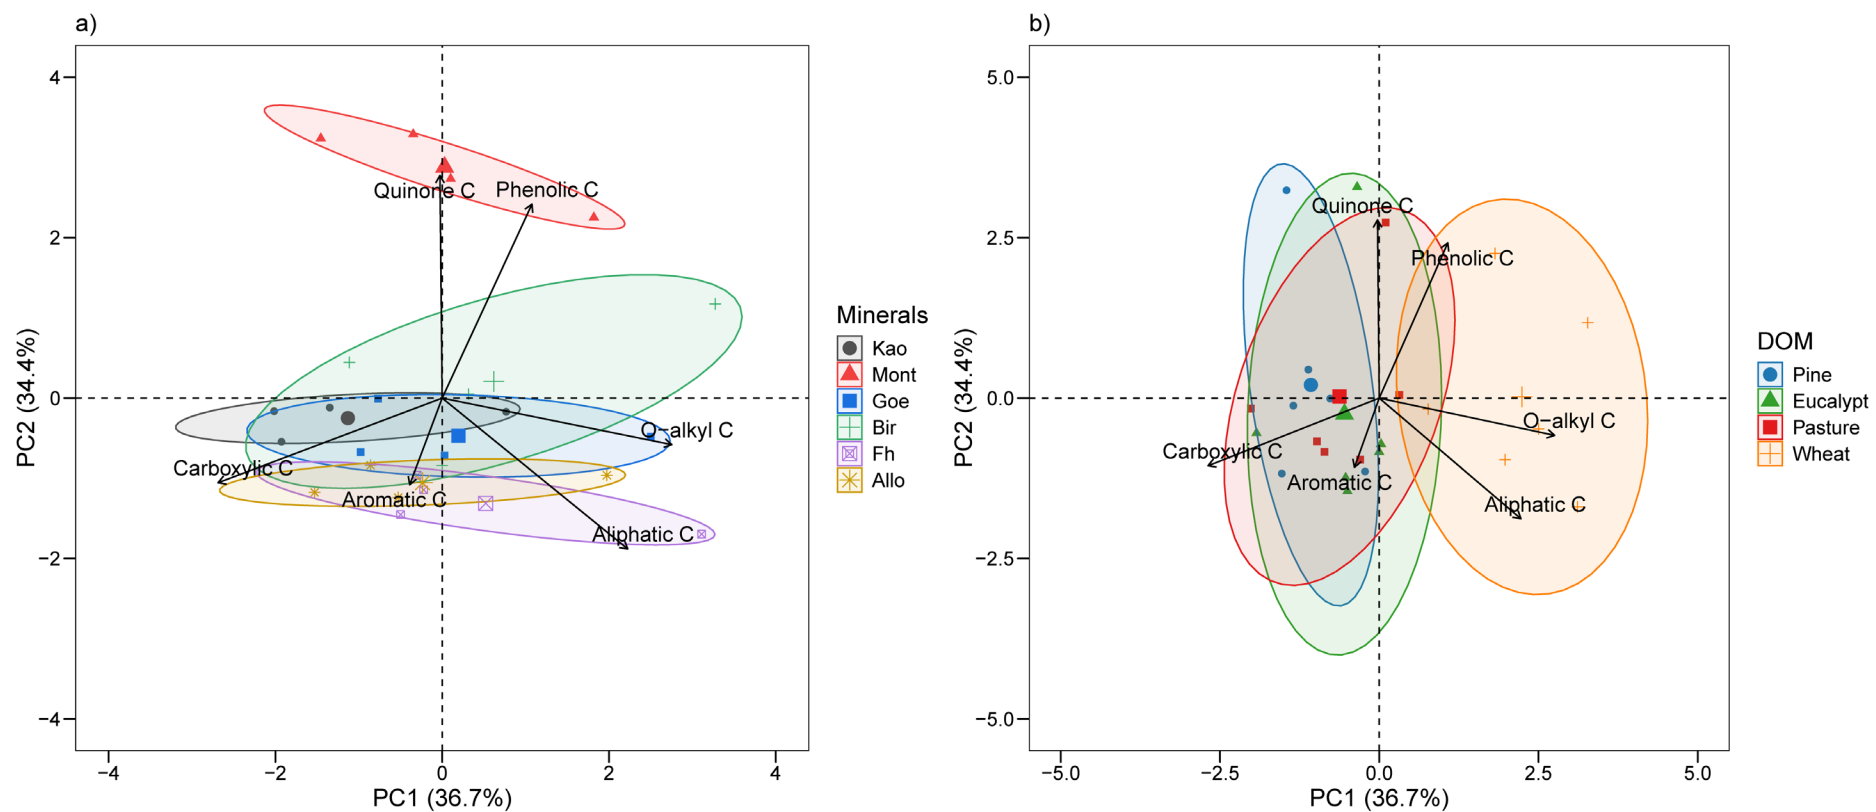 a)
4
2
0
−2
−4
−4
−2
0
2
4
PC2 (34.4%)
PC1 (36.7%)
Quinone C
Phenolic C
O−alkyl C
Carboxylic C
Aromatic C
Aliphatic C
Minerals
Kao
Mont
Goe
Bir
Fh
Allo
b)
5.0
2.5
0.0
−2.5
−5.0
−5.0
−2.5
0.0
2.5
5.0
PC2 (34.4%)
PC1 (36.7%)
Quinone C
Phenolic C
O−alkyl C
Carboxylic C
Aromatic C
Aliphatic C
DOM
Pine
Eucalypt
Pasture
Wheat